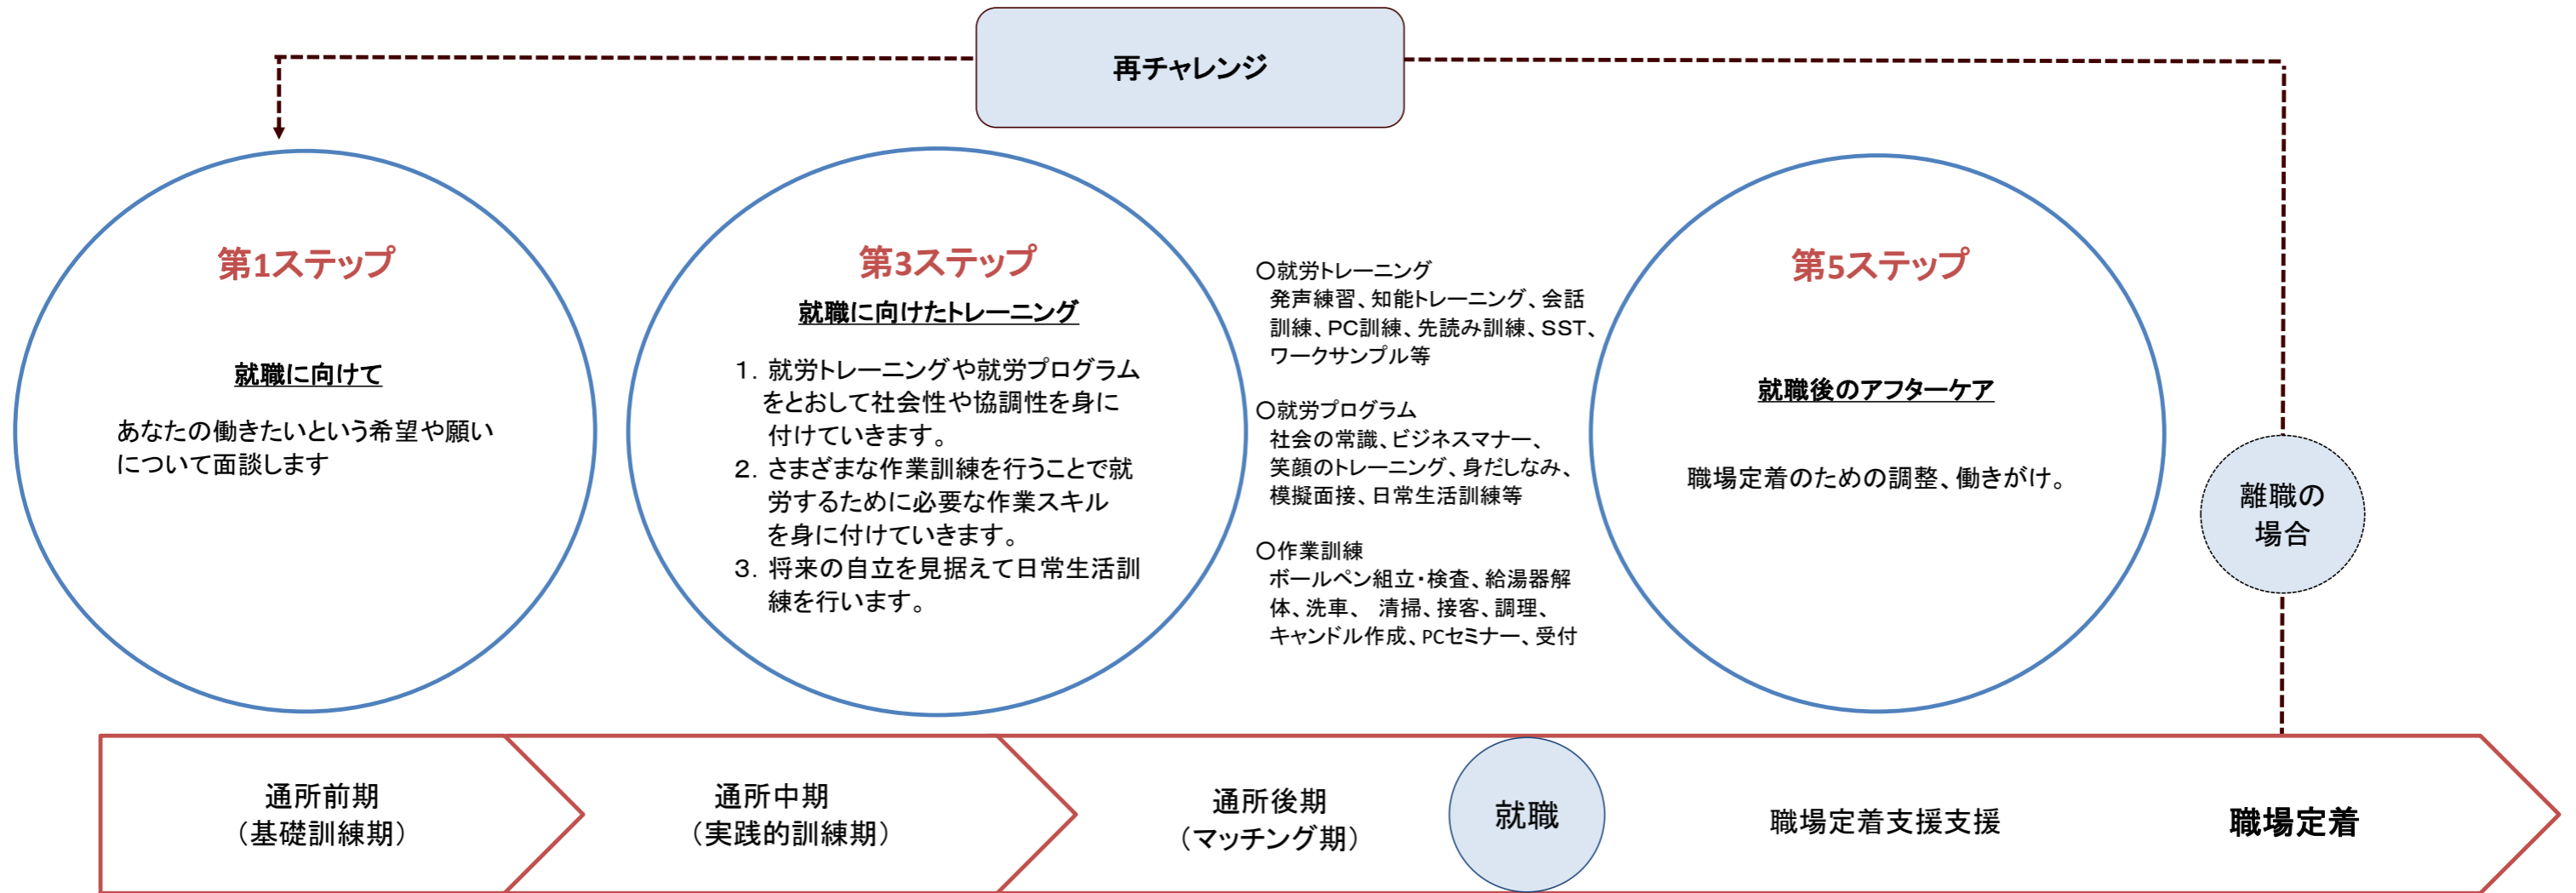 再チャレンジ
第1ステップ
就職に向けて
あなたの働きたいという希望や願い
について面談します
第3ステップ
就職に向けたトレーニング
1. 就労トレーニングや就労プログラム
をとおして社会性や協調性を身に
付けていきます。
2. さまざまな作業訓練を行うことで就
労するために必要な作業スキル
を身に付けていきます。
3. 将来の自立を見据えて日常生活訓
練を行います。
〇就労トレーニング
発声練習、知能トレーニング、会話
訓練、PC訓練、先読み訓練、SST、
ワークサンプル等
〇就労プログラム
社会の常識、ビジネスマナー、
笑顔のトレーニング、身だしなみ、
模擬面接、日常生活訓練等
〇作業訓練
ボールペン組立・検査、給湯器解
体、洗車、 清掃、接客、調理、
キャンドル作成、PCセミナー、受付
第5ステップ
就職後のアフターケア
職場定着のための調整、働きがけ。
離職の
場合
通所前期
（基礎訓練期）
通所中期
（実践的訓練期）
通所後期
（マッチング期）
就職
職場定着支援支援
職場定着